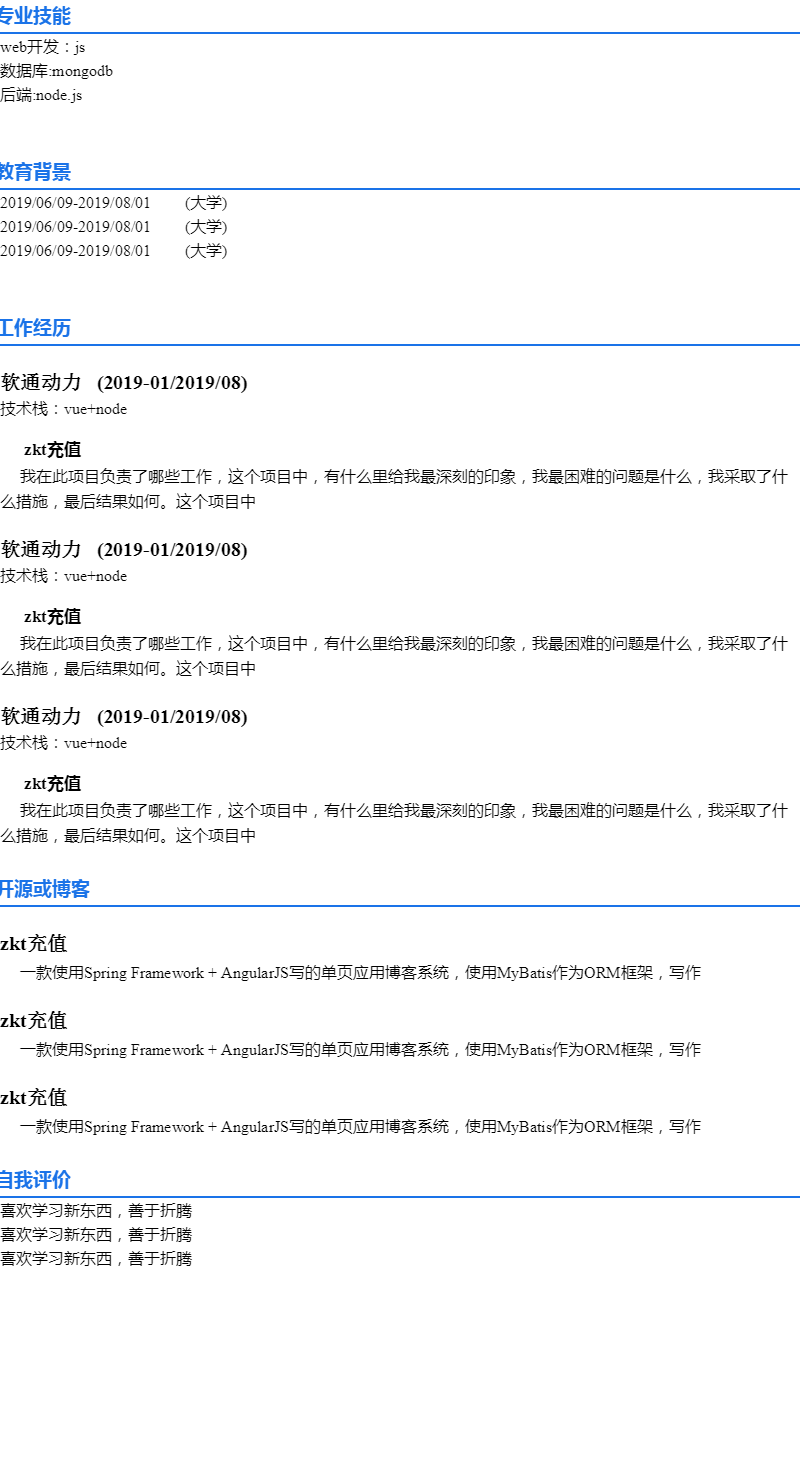 专业技能
web开发：js
数据库:mongodb
后端:node.js
教育背景
2019/06/09-2019/08/01 (大学)
2019/06/09-2019/08/01 (大学)
2019/06/09-2019/08/01 (大学)
工作经历
软通动力 (2019-01/2019/08)
技术栈：vue+node
zkt充值
我在此项目负责了哪些工作，这个项目中，有什么里给我最深刻的印象，我最困难的问题是什么，我采取了什
么措施，最后结果如何。这个项目中
软通动力 (2019-01/2019/08)
技术栈：vue+node
zkt充值
我在此项目负责了哪些工作，这个项目中，有什么里给我最深刻的印象，我最困难的问题是什么，我采取了什
么措施，最后结果如何。这个项目中
软通动力 (2019-01/2019/08)
技术栈：vue+node
zkt充值
我在此项目负责了哪些工作，这个项目中，有什么里给我最深刻的印象，我最困难的问题是什么，我采取了什
么措施，最后结果如何。这个项目中
开源或博客
zkt充值
一款使用Spring Framework + AngularJS写的单页应用博客系统，使用MyBatis作为ORM框架，写作
zkt充值
一款使用Spring Framework + AngularJS写的单页应用博客系统，使用MyBatis作为ORM框架，写作
zkt充值
一款使用Spring Framework + AngularJS写的单页应用博客系统，使用MyBatis作为ORM框架，写作
自我评价
喜欢学习新东西，善于折腾
喜欢学习新东西，善于折腾
喜欢学习新东西，善于折腾